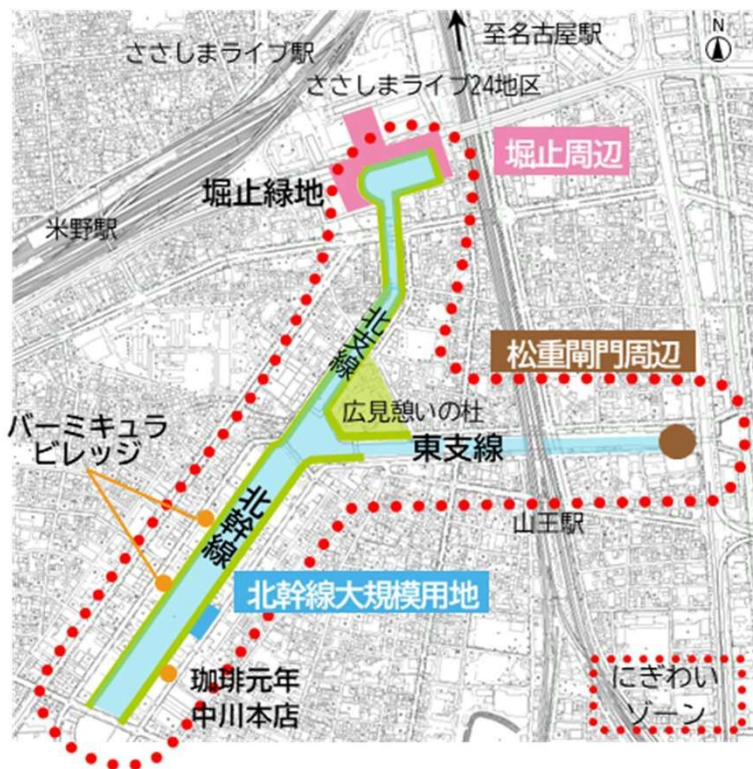 N
至名古屋駅
ささしまライブ駅
ささしまライブ24地区
堀止周辺
堀止緑地
米野駅
北支線
松重閘門周辺
広見憩いの杜
バーミキュラ
ビレッジ
東支線
北幹線
山王駅
北幹線大規模用地
珈琲元年
中川本店
にぎわい
ゾーン